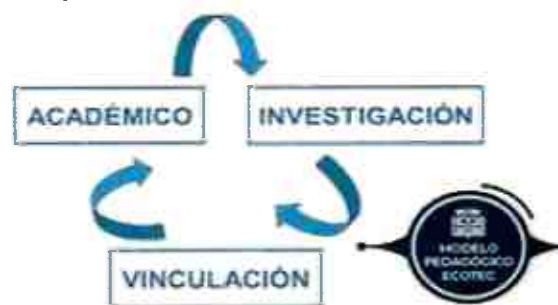 ACADÉMICO
INVESTIGACIÓN
VINCULACIÓN
MODELO
PEDAGÓGICO
ECOTEC